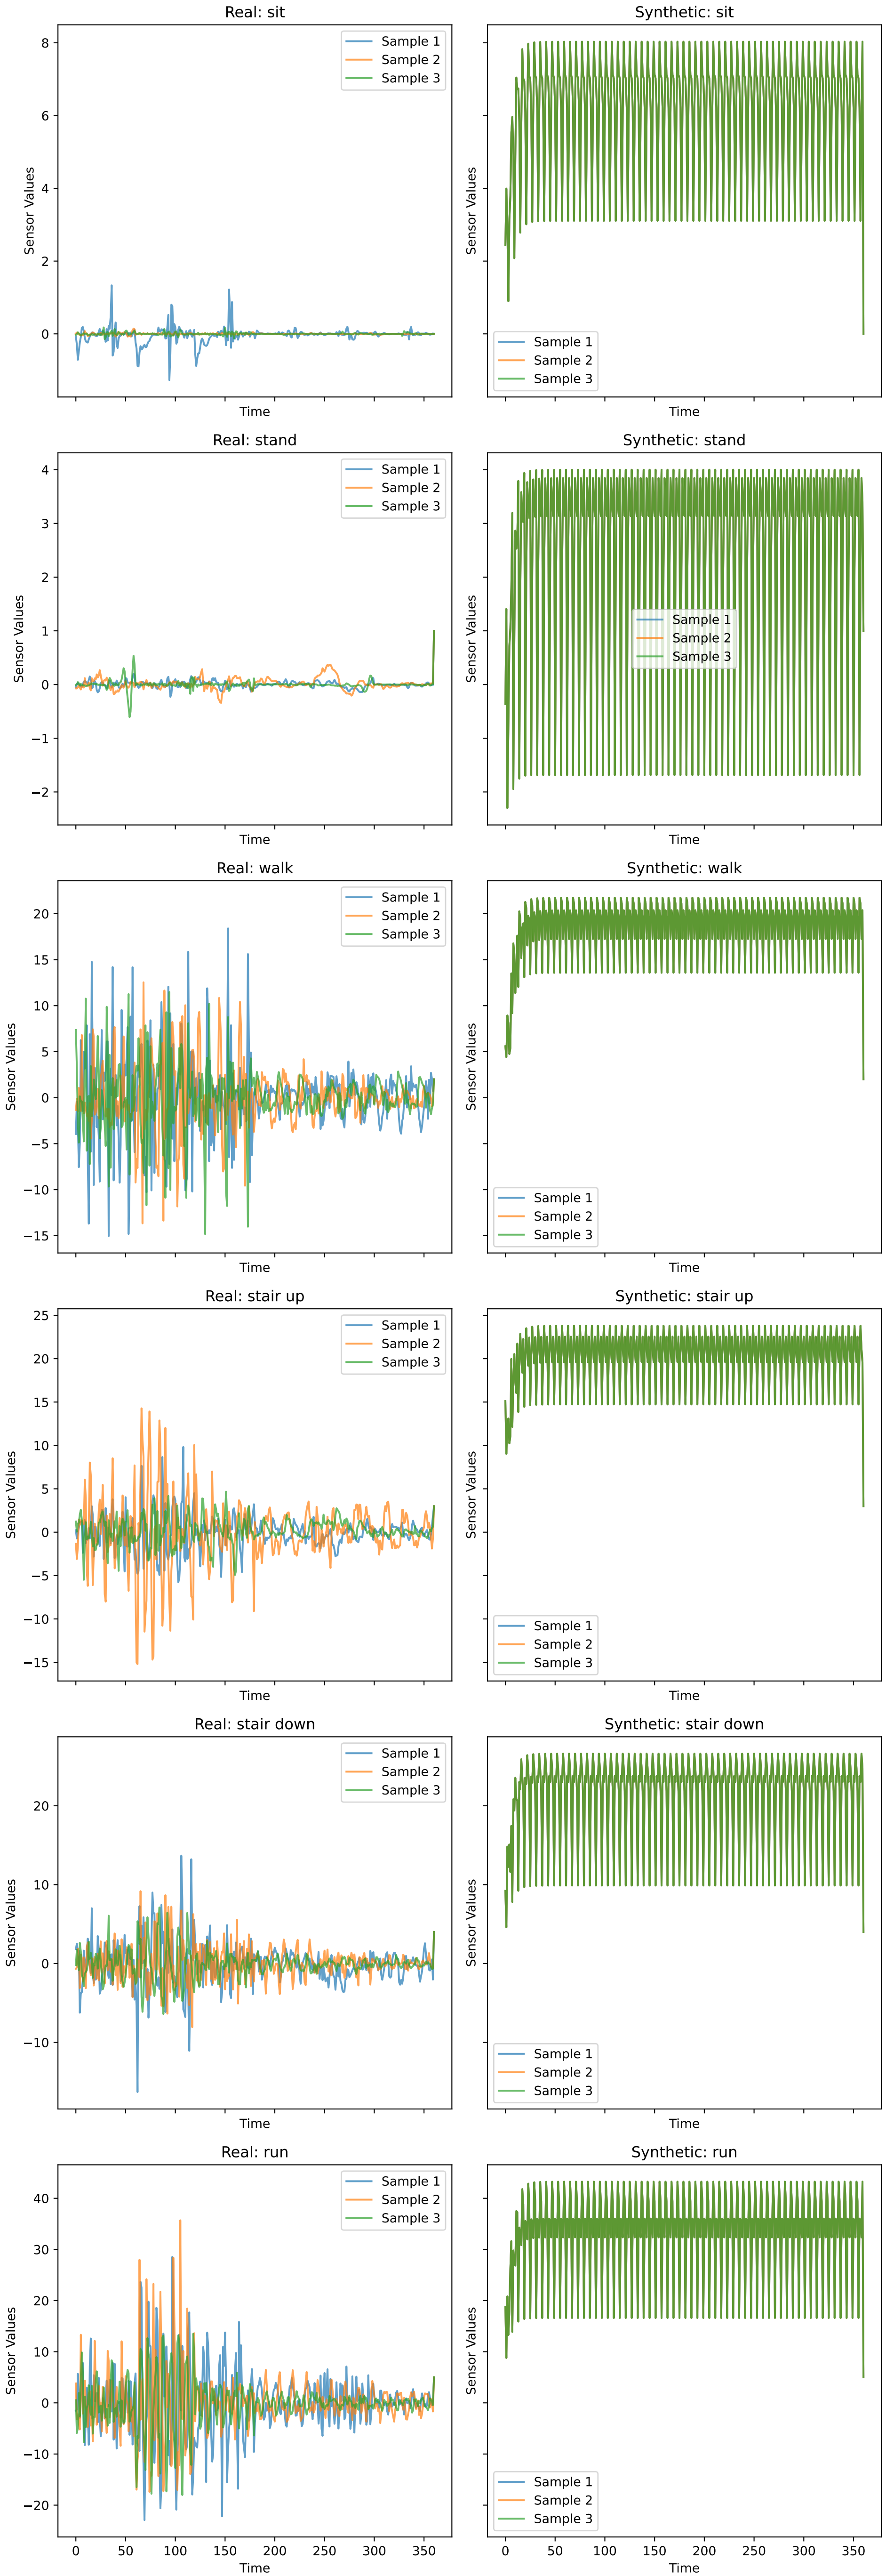 Real: sit
Synthetic: sit
8
6
4
2
0
Sensor Values
Sample 1
Sample 2
Sample 3
Time
Sensor Values
Sample 1
Sample 2
Sample 3
Time
Real: stand
Synthetic: stand
4
3
2
1
0
−1
−2
Sensor Values
Sample 1
Sample 2
Sample 3
Time
Sensor Values
Sample 1
Sample 2
Sample 3
Time
Real: walk
Synthetic: walk
20
15
10
5
0
−5
−10
−15
Sensor Values
Sample 1
Sample 2
Sample 3
Time
Sensor Values
Sample 1
Sample 2
Sample 3
Time
Real: stair up
Synthetic: stair up
25
20
15
10
5
0
−5
−10
−15
Sensor Values
Sample 1
Sample 2
Sample 3
Time
Sensor Values
Sample 1
Sample 2
Sample 3
Time
Real: stair down
Synthetic: stair down
20
10
0
−10
Sensor Values
Sample 1
Sample 2
Sample 3
Time
Sensor Values
Sample 1
Sample 2
Sample 3
Time
Real: run
Synthetic: run
40
30
20
10
0
−10
−20
Sensor Values
Sample 1
Sample 2
Sample 3
0 50 100 150 200 250 300 350
Time
Sensor Values
Sample 1
Sample 2
Sample 3
0 50 100 150 200 250 300 350
Time